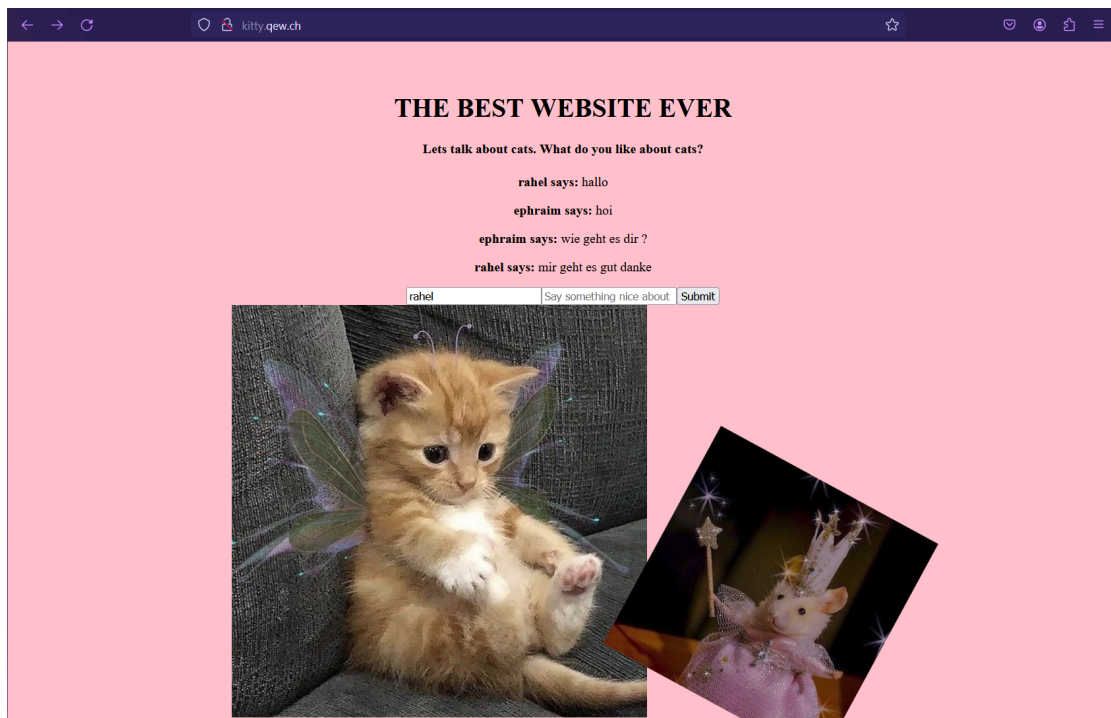 kitty.qew.ch
THE BEST WEBSITE EVER
Lets talk about cats. What do you like about cats?
rahel says: hallo
ephraim says: hoi
ephraim says: wie geht es dir ?
rahel says: mir geht es gut danke
rahel Say something nice about Submit